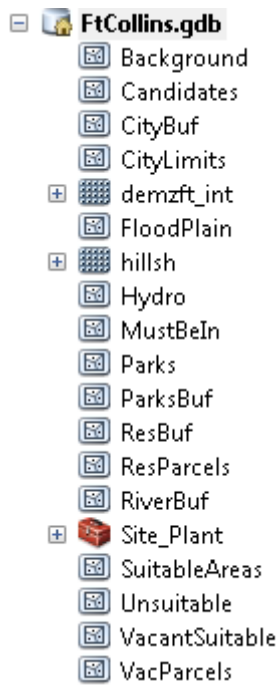 FtCollins.gdb
Background
Candidates
CityBuf
CityLimits
demzft_int
FloodPlain
hillsh
Hydro
MustBeIn
Parks
ParksBuf
ResBuf
ResParcels
RiverBuf
Site_Plant
SuitableAreas
Unsuitable
VacantSuitable
VacParcels